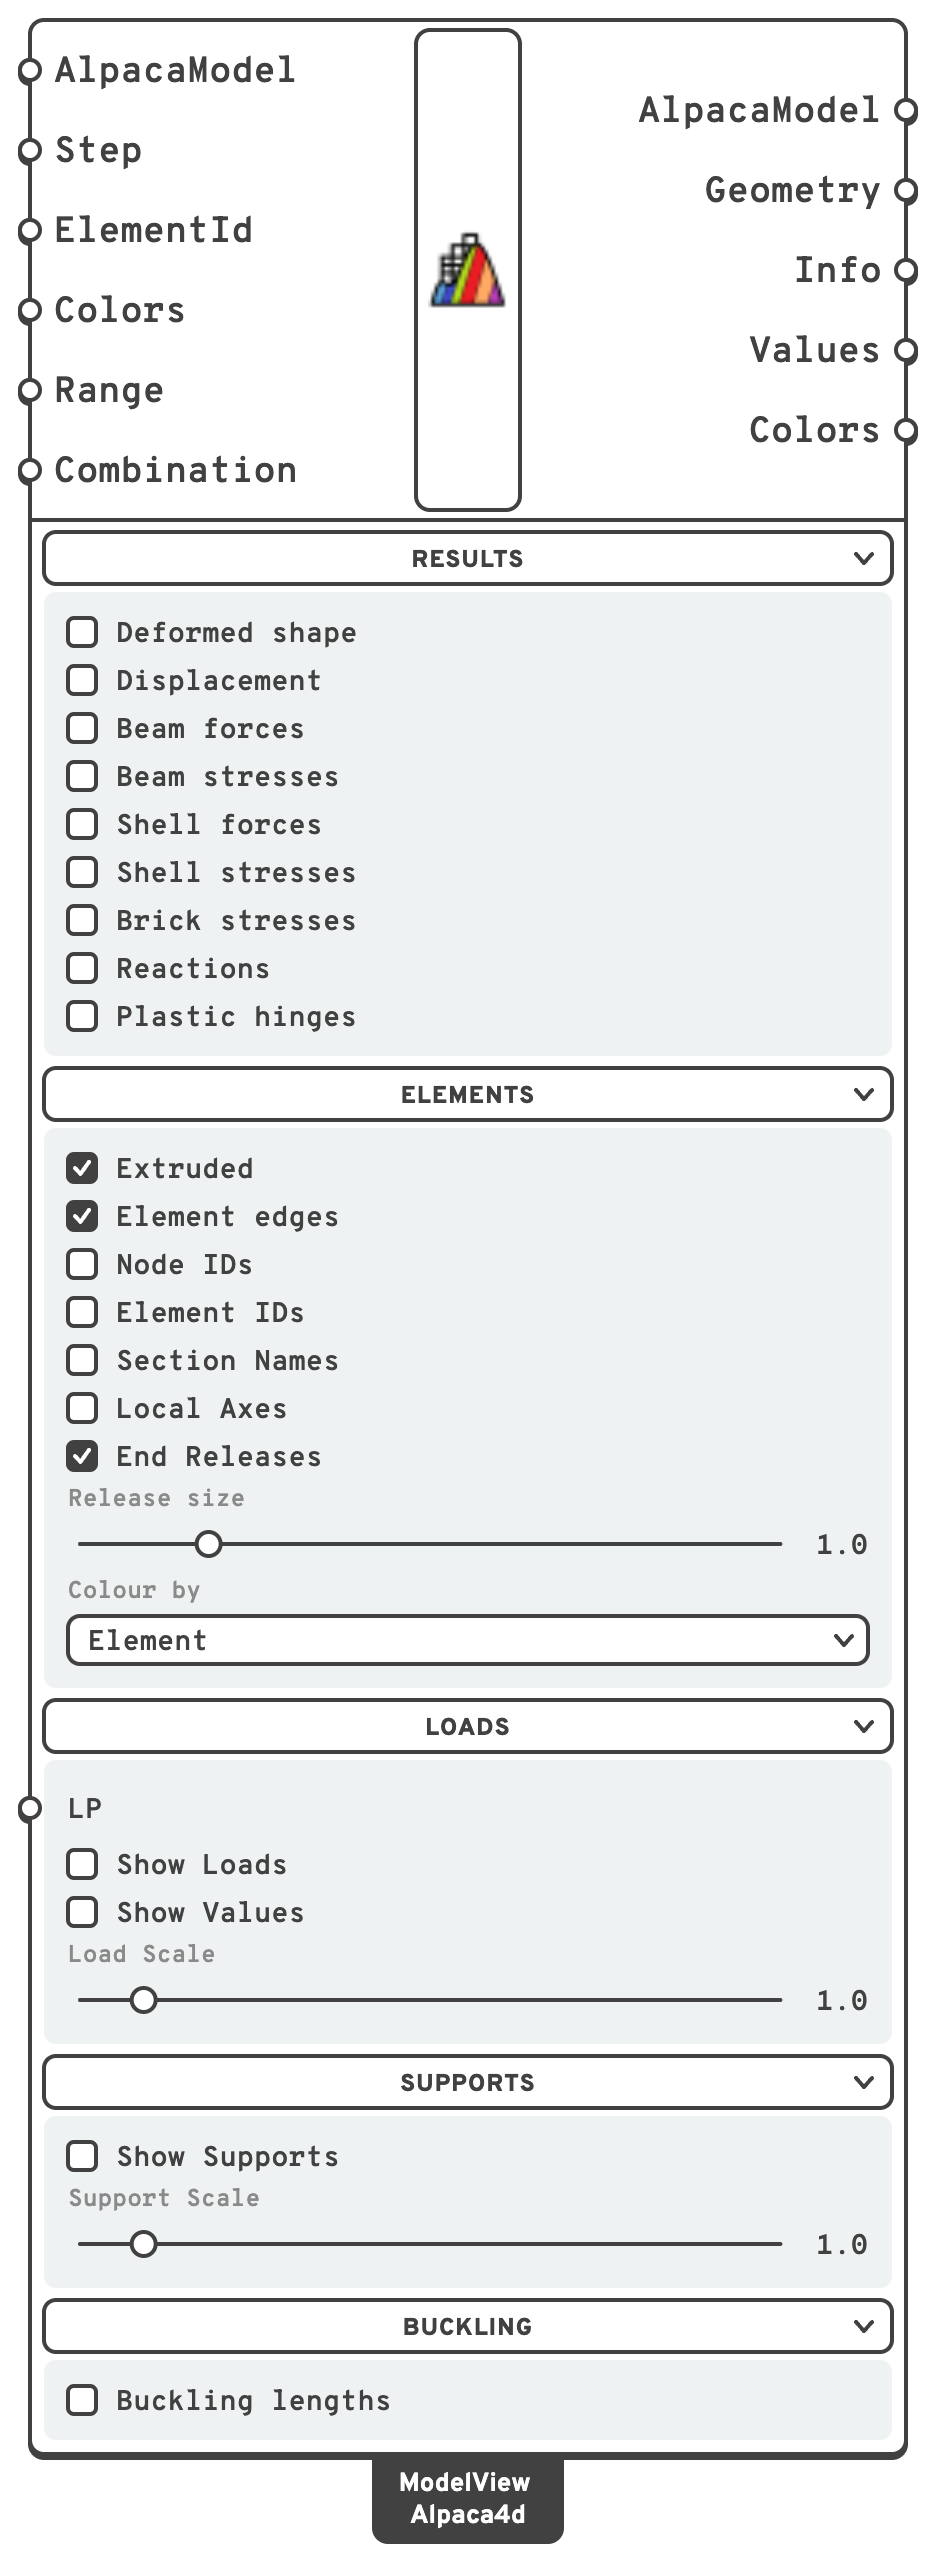 AlpacaModel
Step
ElementId
Colors
Range
Combination
AlpacaModel
Geometry
Info
Values
Colors
RESULTS
Deformed shape
Displacement
Beam forces
Beam stresses
Shell forces
Shell stresses
Brick stresses
Reactions
Plastic hinges
ELEMENTS
Extruded
Element edges
Node IDs
Element IDs
Section Names
Local Axes
End Releases
Release size
1.0
Colour by
Element
LOADS
LP
Show Loads
Show Values
Load Scale
1.0
SUPPORTS
Show Supports
Support Scale
1.0
BUCKLING
Buckling lengths
ModelView
Alpaca4d